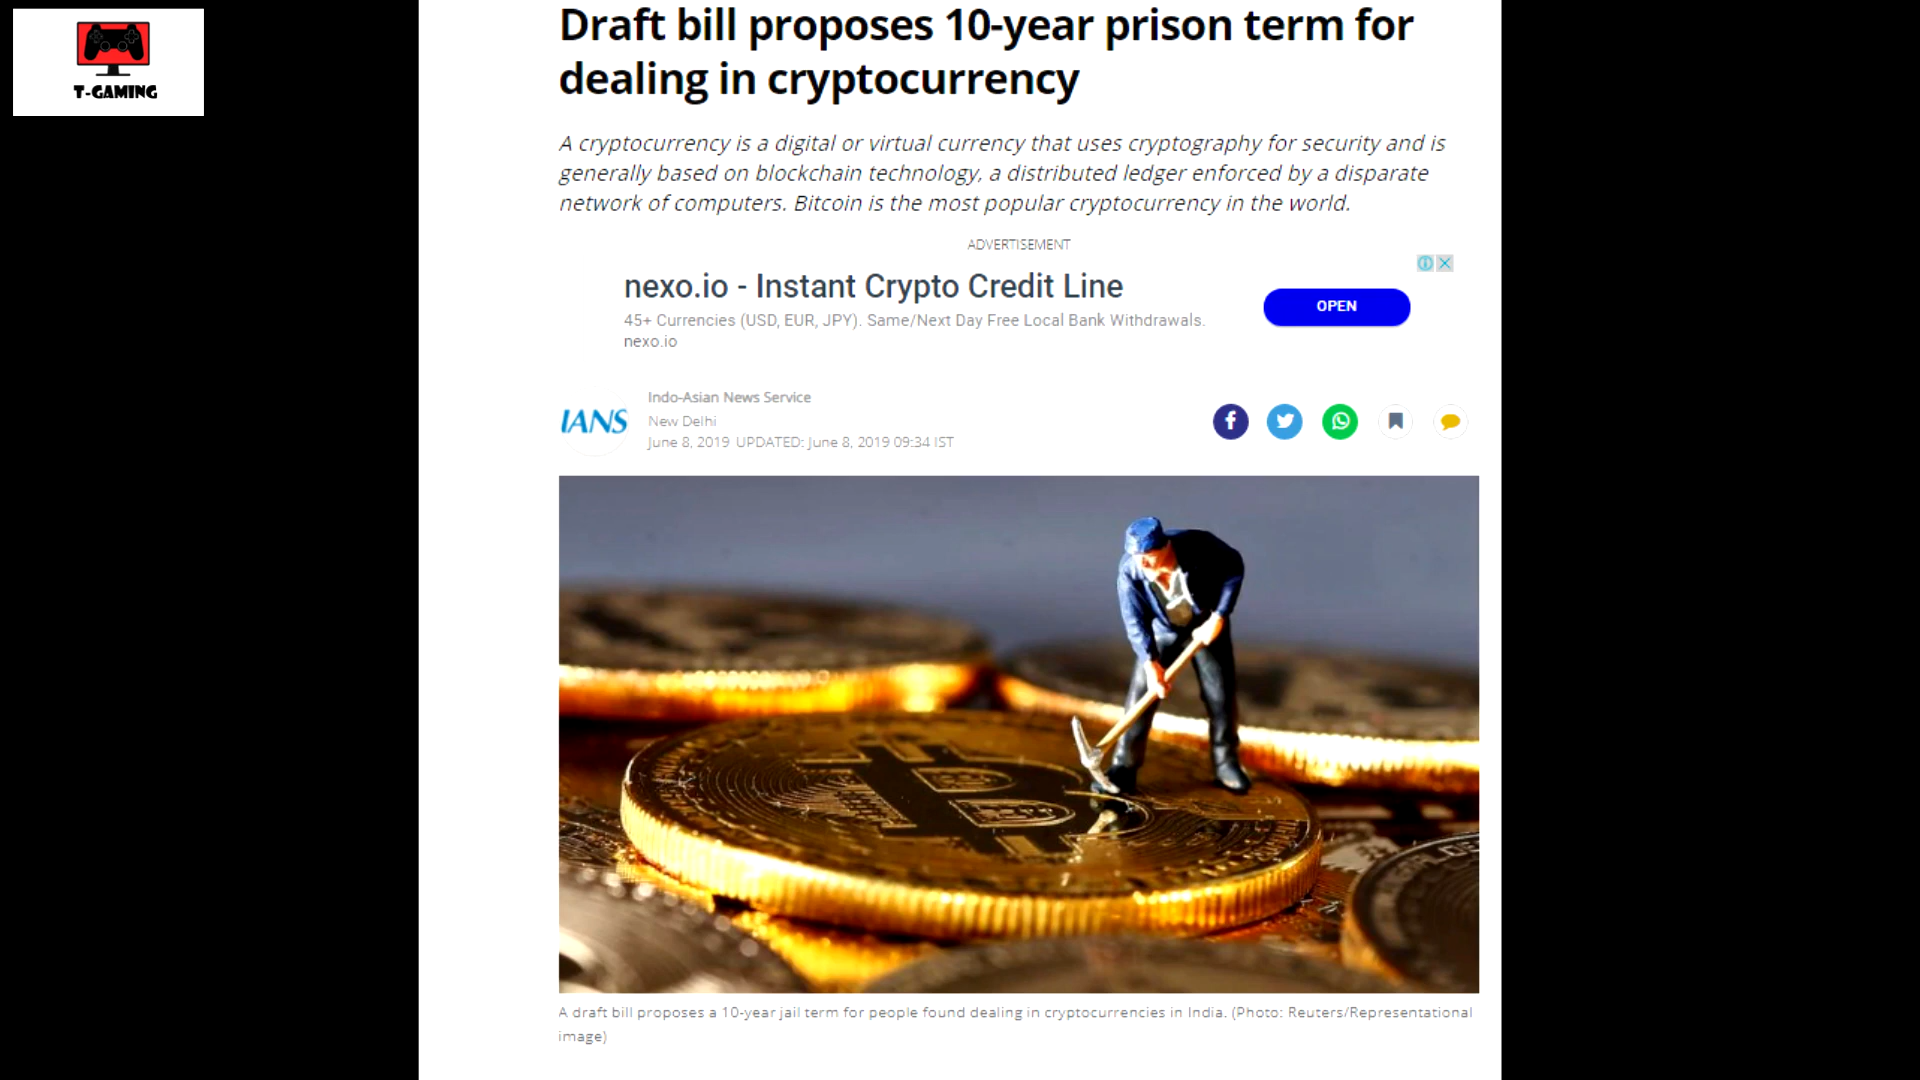 T-GAMING
Draft bill proposes 10-year prison term for
dealing in cryptocurrency
A cryptocurrency is a digital or virtual currency that uses cryptography for security and is
generally based on blockchain technology, a distributed ledger enforced by a disparate
network of computers. Bitcoin is the most popular cryptocurrency in the world.
ADVERTISEMENT
nexo.io - Instant Crypto Credit Line
45+ Currencies (USD, EUR, JPY). Same/Next Day Free Local Bank Withdrawals.
nexo.io
OPEN
IANS
Indo-Asian News Service
New Delhi
June 8, 2019 UPDATED: June 8, 2019 09:34 IST
A draft bill proposes a 10-year jail term for people found dealing in cryptocurrencies in India. (Photo: Reuters/Representational
image)